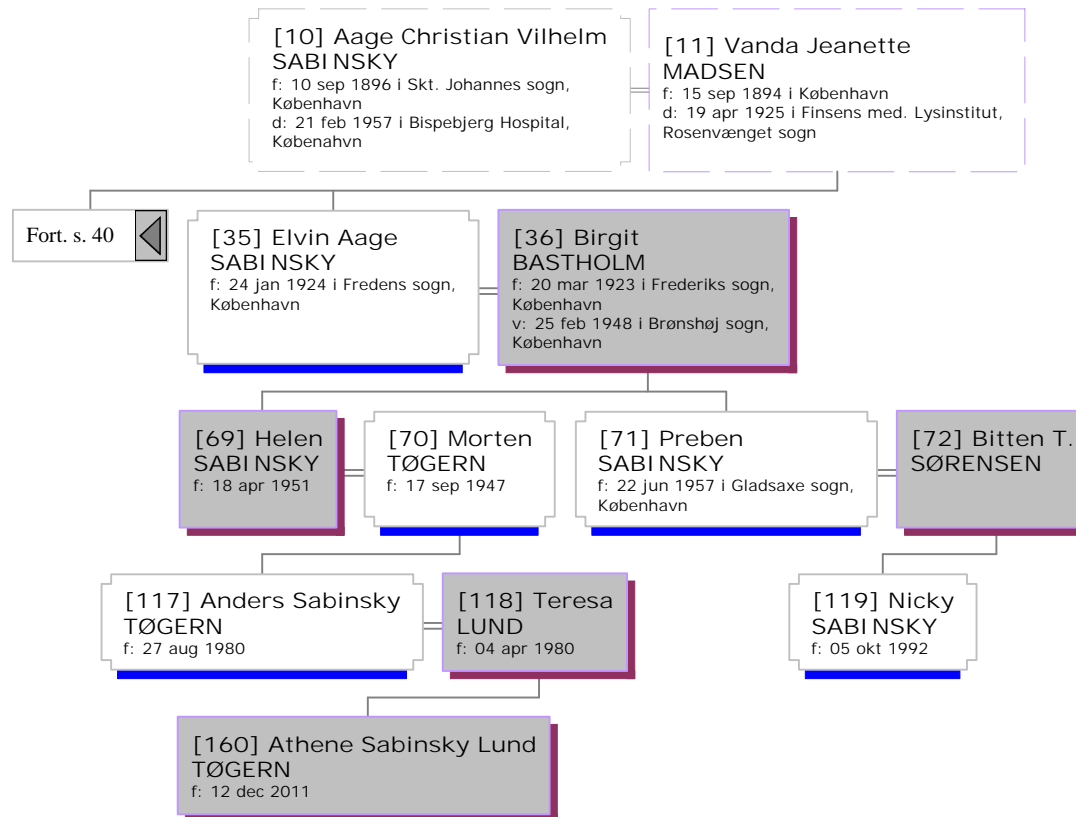 [10] Aage Christian Vilhelm
SABINSKY
f: 10 sep 1896 i Skt. Johannes sogn,
København
d: 21 feb 1957 i Bispebjerg Hospital,
Købenahvn
[11] Vanda Jeanette
MADSEN
f: 15 sep 1894 i København
d: 19 apr 1925 i Finsens med. Lysinstitut,
Rosenvænget sogn
Fort. s. 40
[35] Elvin Aage
SABINSKY
f: 24 jan 1924 i Fredens sogn,
København
[36] Birgit
BASTHOLM
f: 20 mar 1923 i Frederiks sogn,
København
v: 25 feb 1948 i Brønshøj sogn,
København
[69] Helen
SABINSKY
f: 18 apr 1951
[70] Morten
TØGERN
f: 17 sep 1947
[71] Preben
SABINSKY
f: 22 jun 1957 i Gladsaxe sogn,
København
[72] Bitten T.
SØRENSEN
[117] Anders Sabinsky
TØGERN
f: 27 aug 1980
[118] Teresa
LUND
f: 04 apr 1980
[119] Nicky
SABINSKY
f: 05 okt 1992
[160] Athene Sabinsky Lund
TØGERN
f: 12 dec 2011